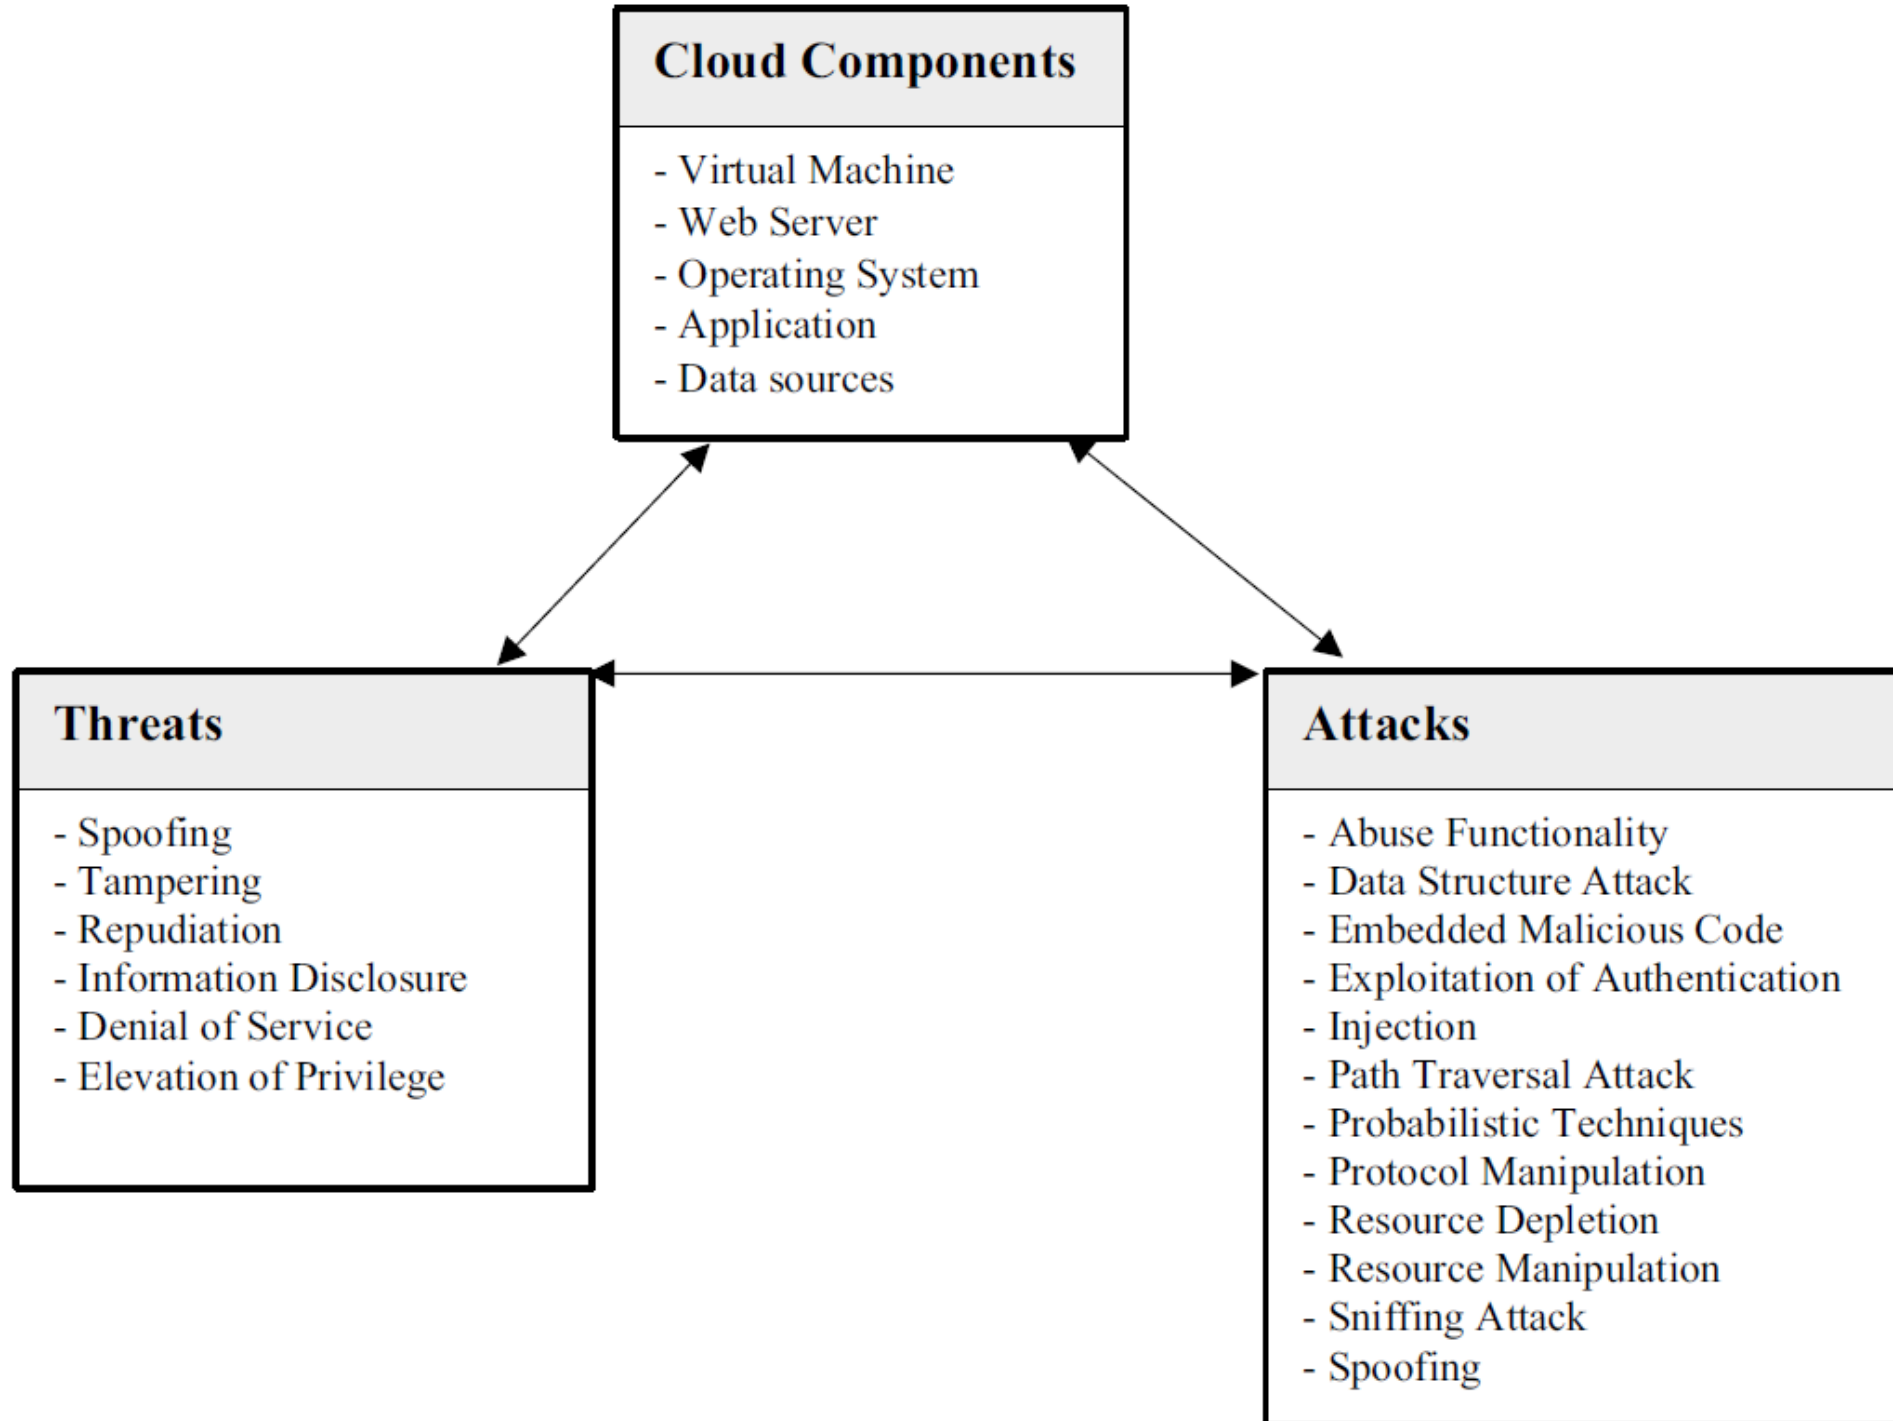 Cloud Components
- Virtual Machine
- Web Server
- Operating System
- Application
- Data sources
Threats
- Spoofing
- Tampering
- Repudiation
- Information Disclosure
- Denial of Service
- Elevation of Privilege
Attacks
- Abuse Functionality
- Data Structure Attack
- Embedded Malicious Code
- Exploitation of Authentication
- Injection
- Path Traversal Attack
- Probabilistic Techniques
- Protocol Manipulation
- Resource Depletion
- Resource Manipulation
- Sniffing Attack
- Spoofing